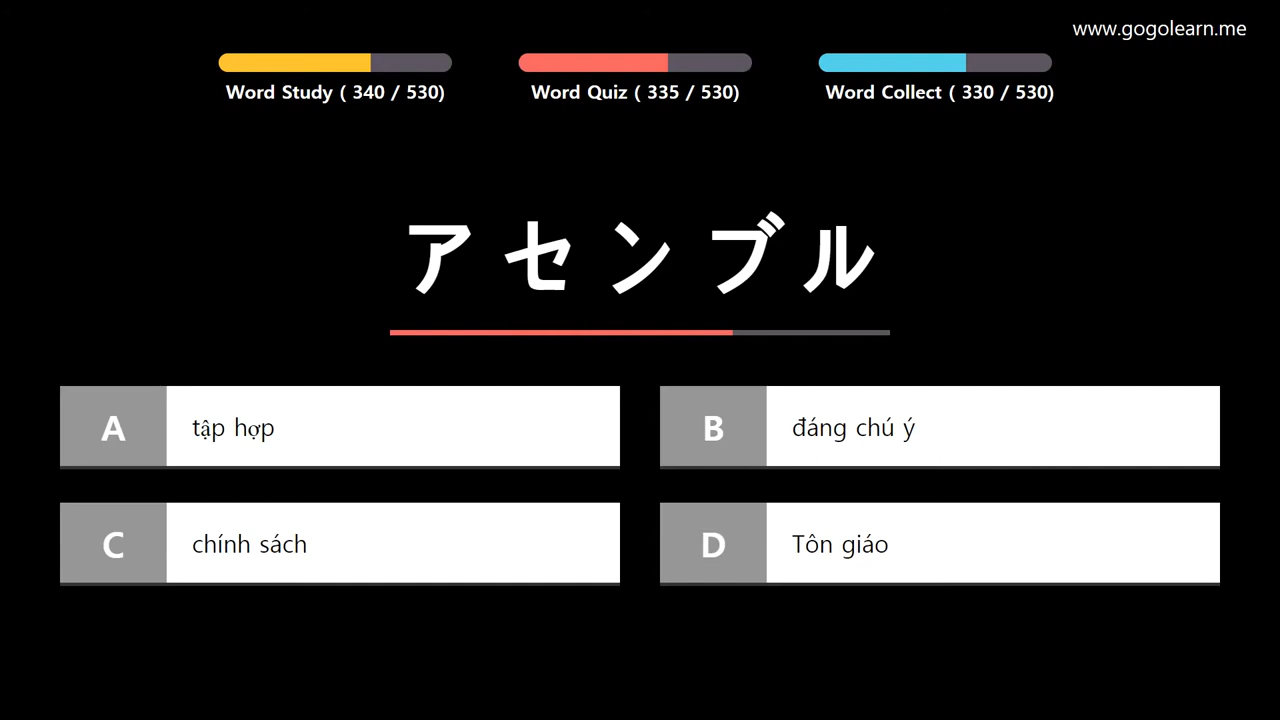 www.gogolearn.me
Word Study ( 340 / 530)
Word Quiz ( 335 / 530)
Word Collect ( 330 / 530)
アセンブル
A tập hợp
B đáng chú ý
C chính sách
D Tôn giáo